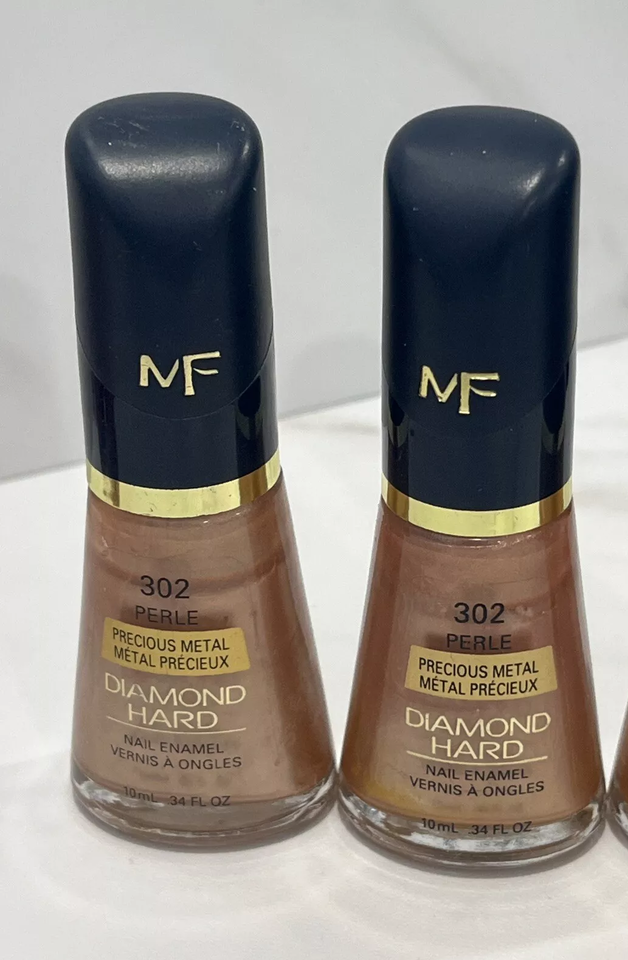 MF
302
PERLE
PRECIOUS METAL
MÉTAL PRÉCIEUX
DIAMOND
HARD
NAIL ENAMEL
VERNIS À ONGLES
10mL .34 FL OZ
MF
302
PERLE
PRECIOUS METAL
MÉTAL PRÉCIEUX
DIAMOND
HARD
NAIL ENAMEL
VERNIS À ONGLES
10mL .34 FL OZ